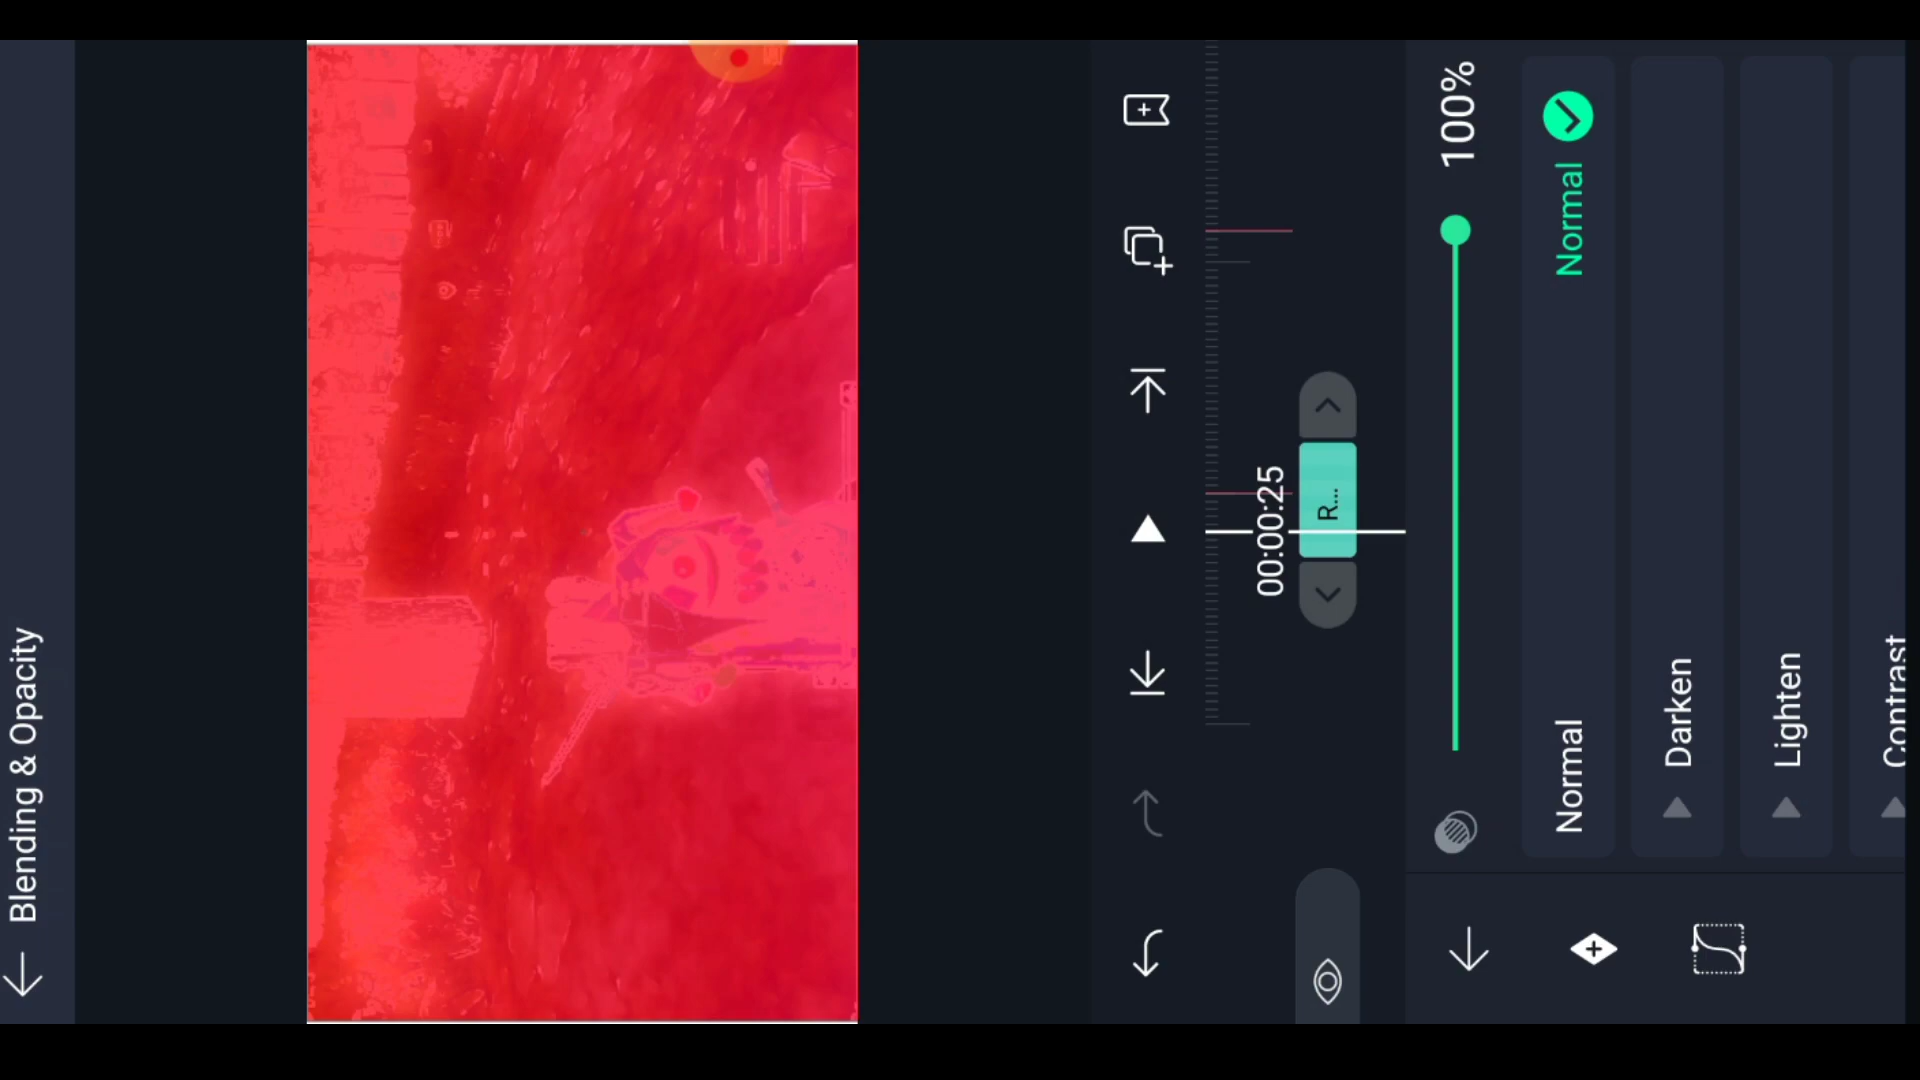 Blending & Opacity
00:00:25
R...
100%
Normal Normal
Darken
Lighten
Contrast